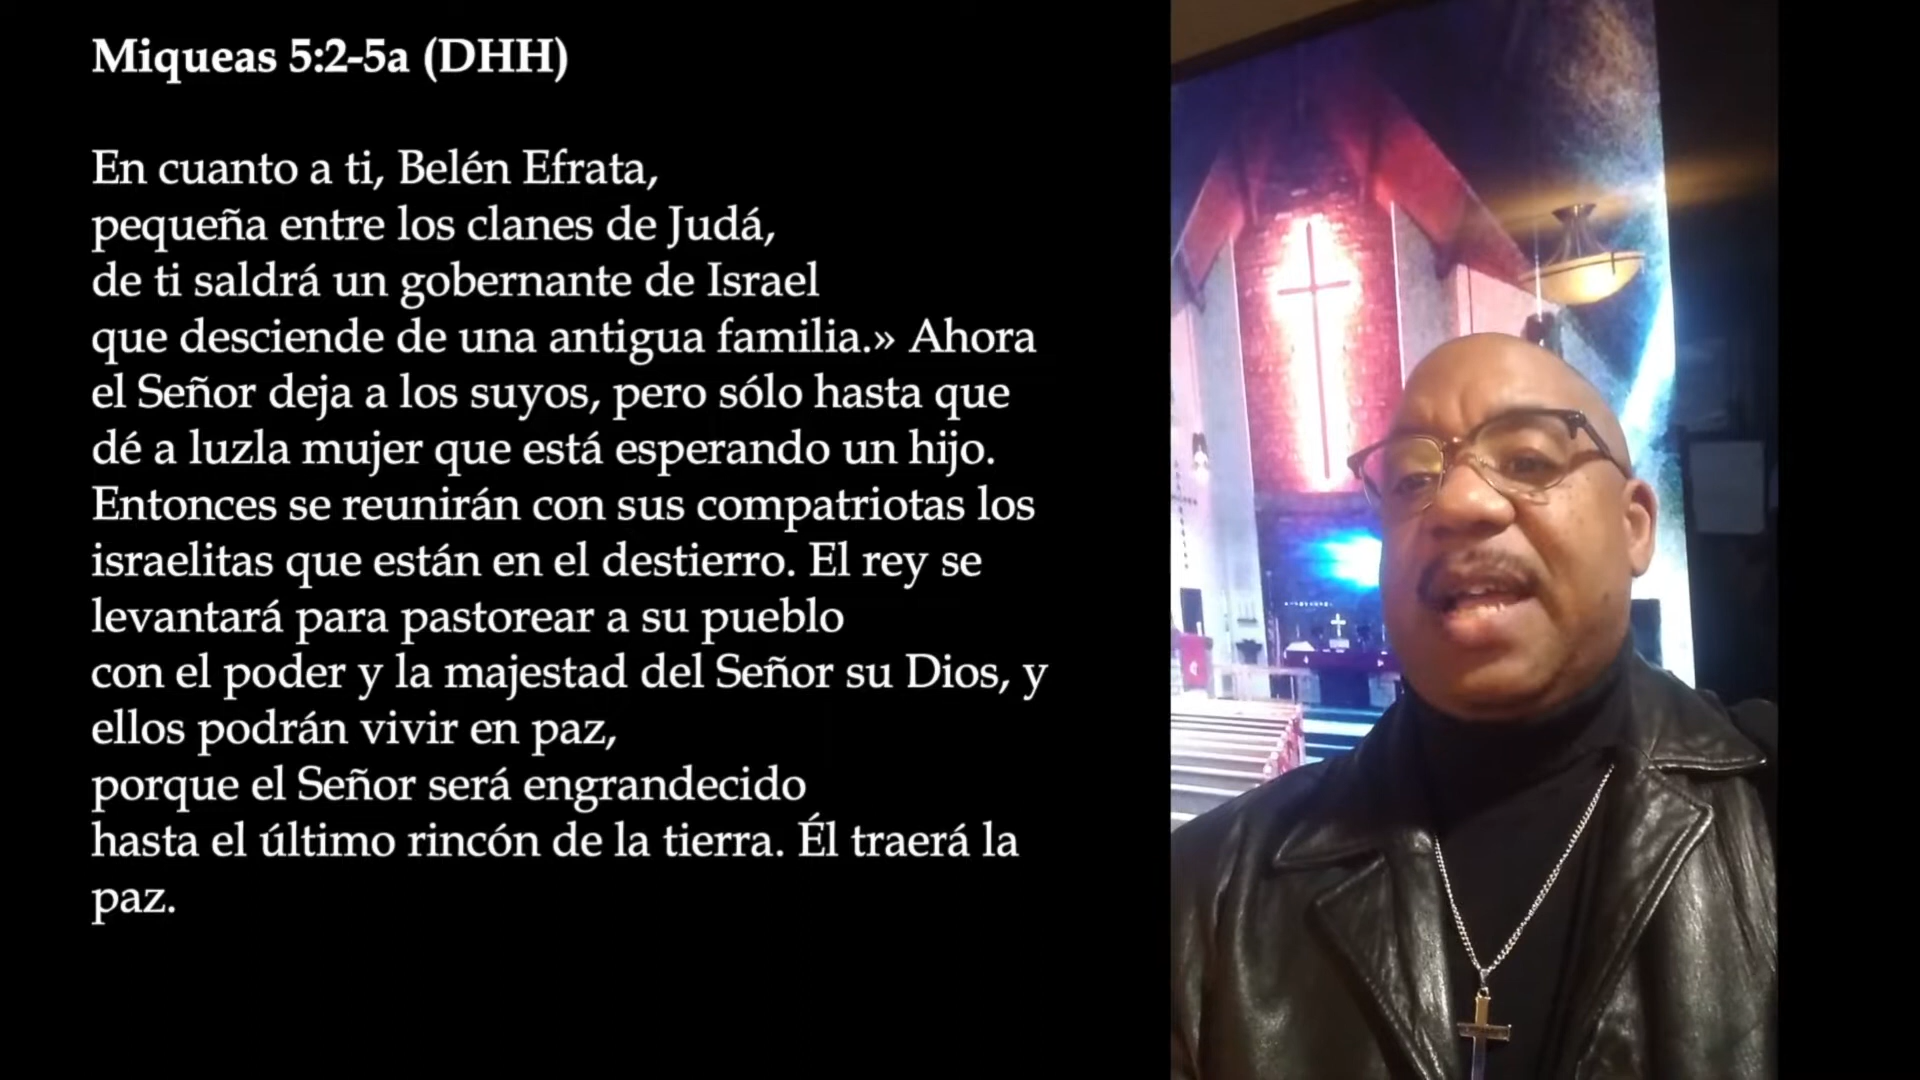 Miqueas 5:2-5a (DHH)
En cuanto a ti, Belén Efrata,
pequeña entre los clanes de Judá,
de ti saldrá un gobernante de Israel
que desciende de una antigua familia.» Ahora
el Señor deja a los suyos, pero sólo hasta que
dé a luzla mujer que está esperando un hijo.
Entonces se reunirán con sus compatriotas los
israelitas que están en el destierro. El rey se
levantará para pastorear a su pueblo
con el poder y la majestad del Señor su Dios, y
ellos podrán vivir en paz,
porque el Señor será engrandecido
hasta el último rincón de la tierra. Él traerá la
paz.